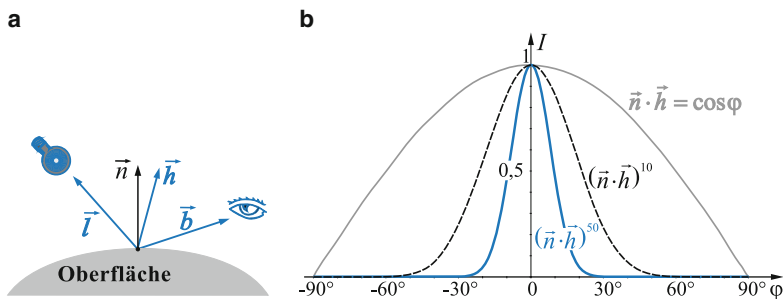 a
n⃗
h⃗
l⃗
b⃗
Oberfläche
b
1
I
n⃗ · h⃗ = cosφ
0,5
(n⃗ · h⃗)¹⁰
(n⃗ · h⃗)⁵⁰
-90° -60° -30° 0 30° 60° 90° φ